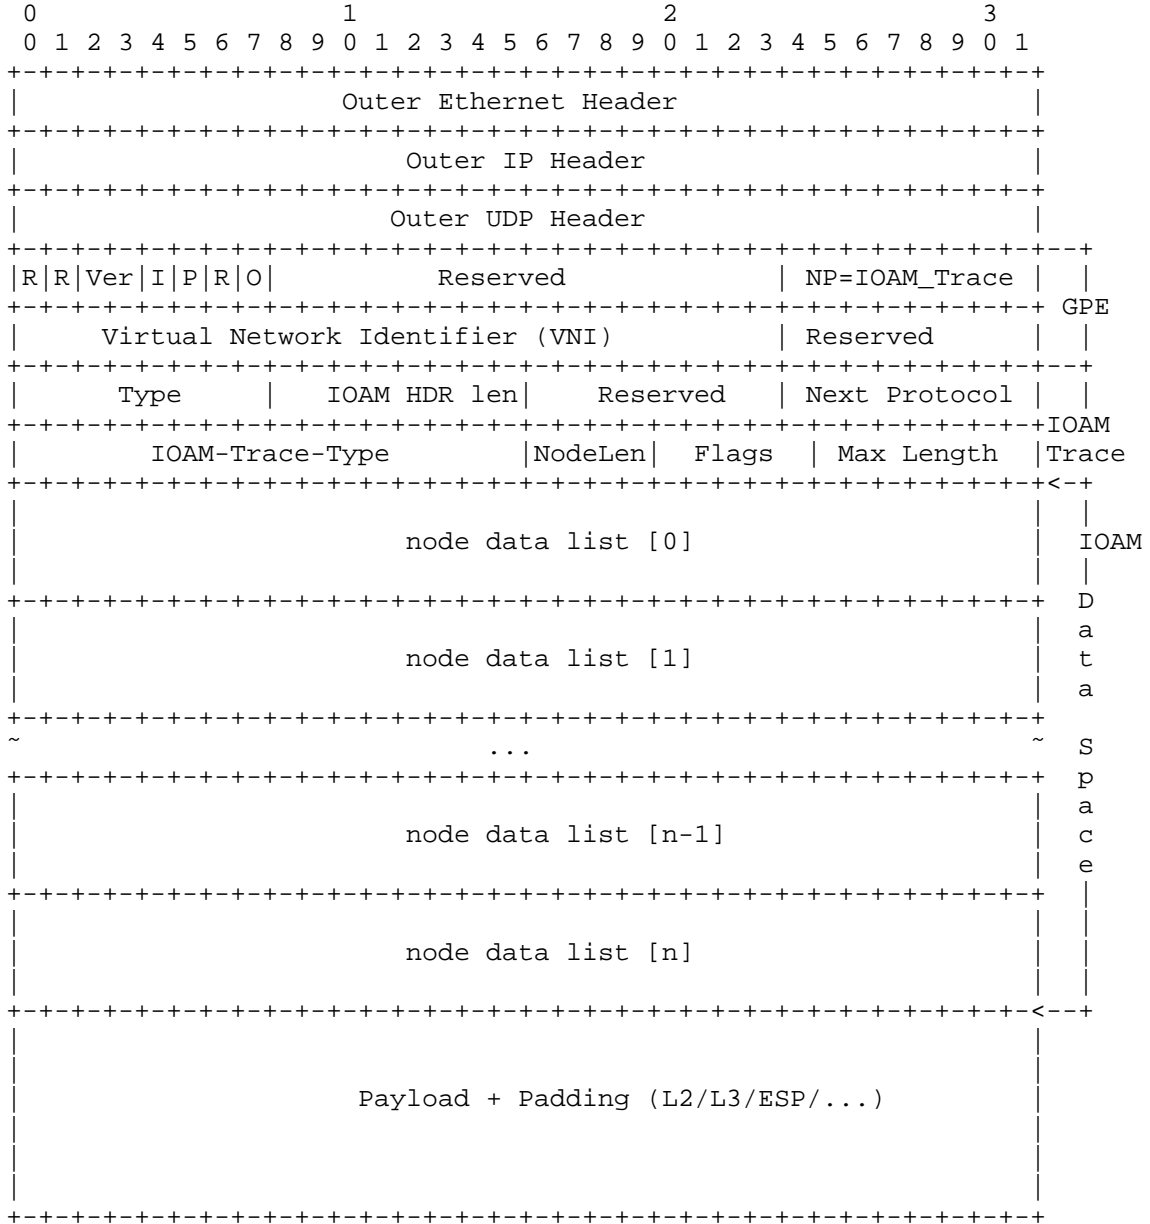 0                   1                   2                   3
0 1 2 3 4 5 6 7 8 9 0 1 2 3 4 5 6 7 8 9 0 1 2 3 4 5 6 7 8 9 0 1
Outer Ethernet Header
Outer IP Header
Outer UDP Header
|R|R|Ver|I|P|R|O| Reserved | NP=IOAM_Trace |
GPE
Virtual Network Identifier (VNI) | Reserved
Type | IOAM HDR len| Reserved | Next Protocol |
IOAM
IOAM-Trace-Type |NodeLen| Flags | Max Length |Trace
node data list [0] IOAM
D
a
node data list [1] t
a
~ ... ~ S
p
a
node data list [n-1] c
e
node data list [n]
Payload + Padding (L2/L3/ESP/...)